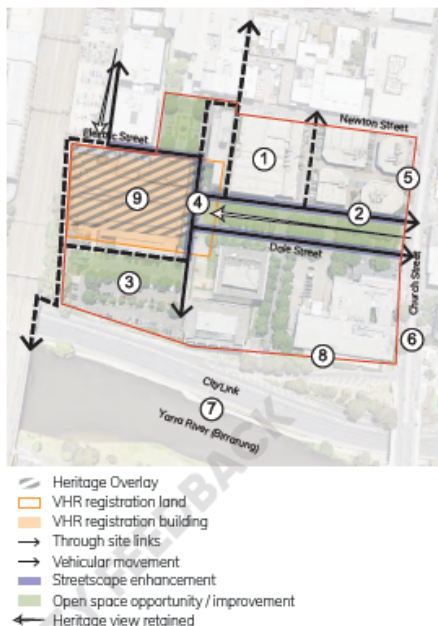 Newton Street
Electric Street
1
5
9
4
2
Dale Street
3
Church Street
6
8
CityLink
7
Yarra River (Birrarung)
Heritage Overlay
VHR registration land
VHR registration building
Through site links
Vehicular movement
Streetscape enhancement
Open space opportunity / improvement
Heritage view retained
FEEDBACK